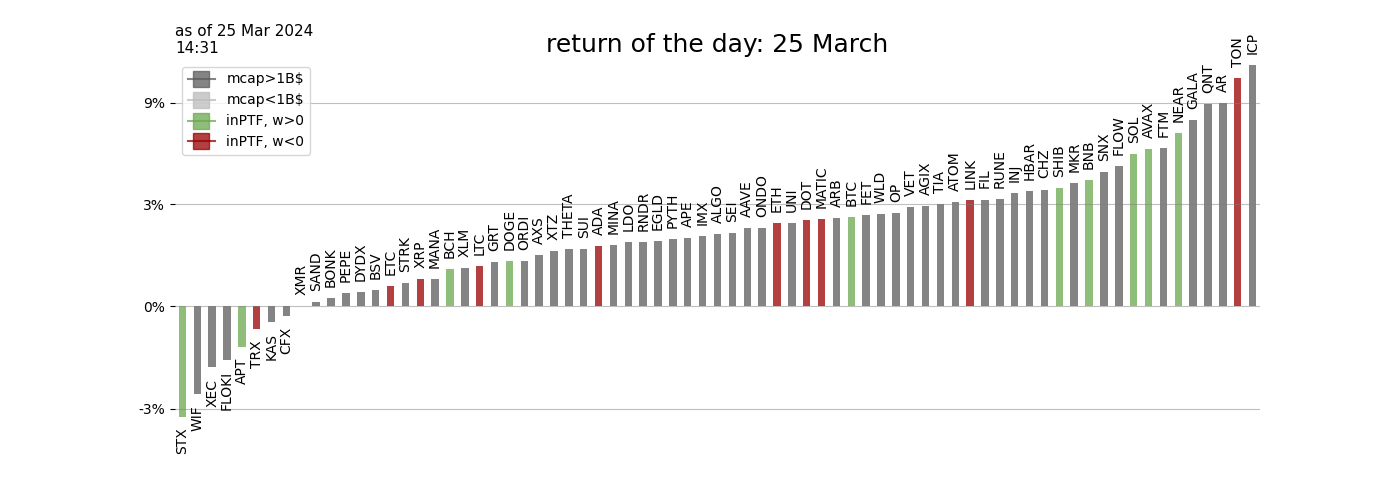 as of 25 Mar 2024
14:31
return of the day: 25 March
mcap>1B$
mcap<1B$
inPTF, w>0
inPTF, w<0
9%
3%
0%
-3%
STX
WIF
XEC
FLOKI
APT
TRX
KAS
CFX
XMR
SAND
BONK
PEPE
DYDX
BSV
ETC
STRK
XRP
MANA
BCH
XLM
LTC
GRT
DOGE
ORDI
AXS
XTZ
THETA
SUI
ADA
MINA
LDO
RNDR
EGLD
PYTH
APE
IMX
ALGO
SEI
AAVE
ONDO
ETH
UNI
DOT
MATIC
ARB
BTC
FET
WLD
OP
VET
AGIX
TIA
ATOM
LINK
FIL
RUNE
INJ
HBAR
CHZ
SHIB
MKR
BNB
SNX
FLOW
SOL
AVAX
FTM
NEAR
GALA
QNT
AR
TON
ICP